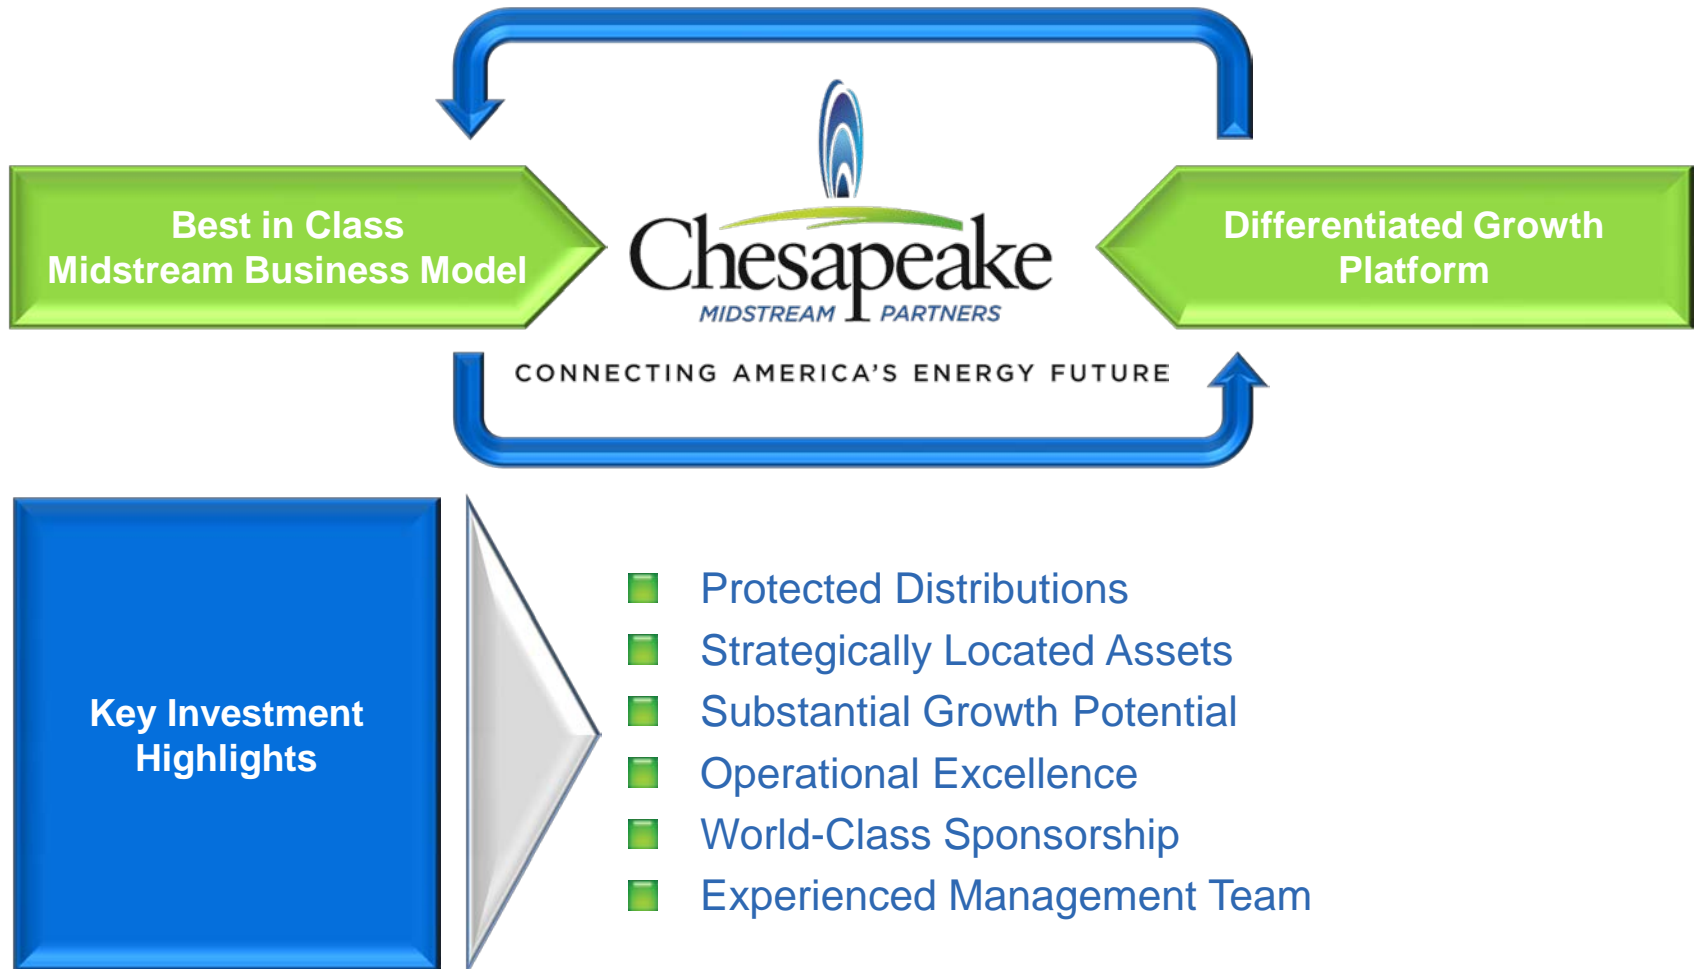 Best in Class
Midstream Business Model
Chesapeake
MIDSTREAM PARTNERS
CONNECTING AMERICA'S ENERGY FUTURE
Differentiated Growth
Platform
Key Investment
Highlights
Protected Distributions
Strategically Located Assets
Substantial Growth Potential
Operational Excellence
World-Class Sponsorship
Experienced Management Team